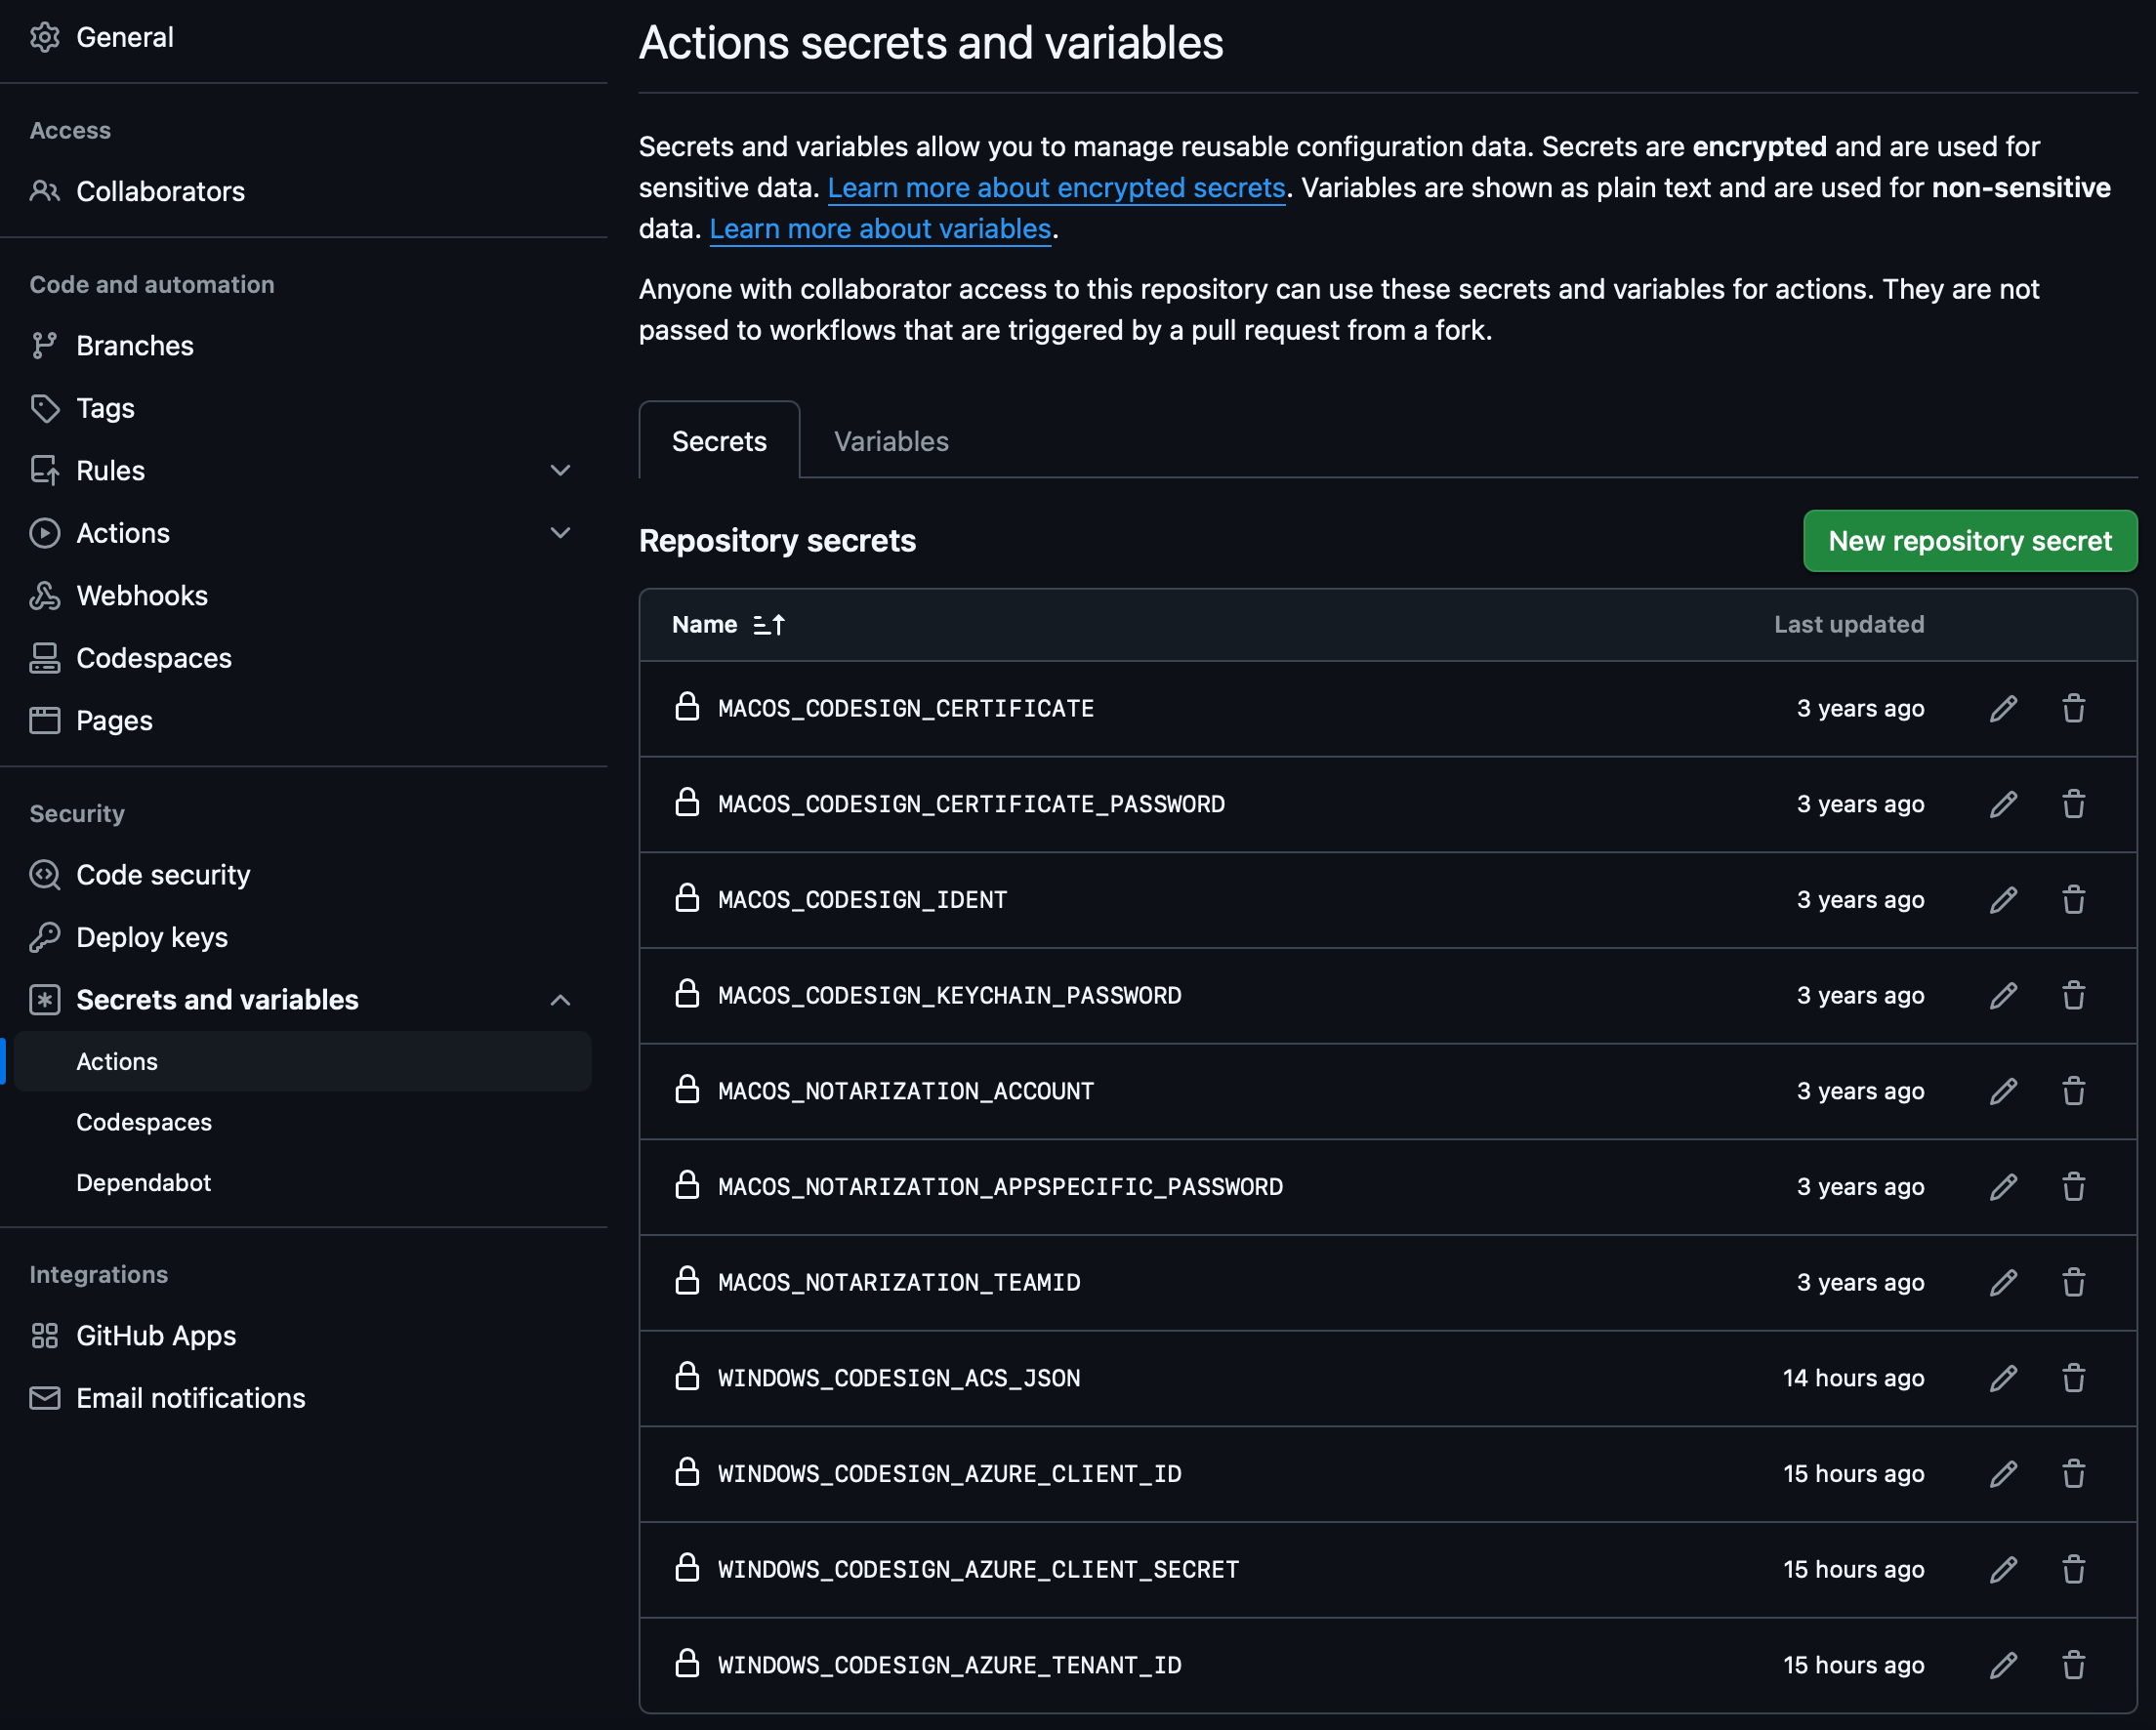 General
Access
Collaborators
Code and automation
Branches
Tags
Rules
Actions
Webhooks
Codespaces
Pages
Security
Code security
Deploy keys
Secrets and variables
Actions
Codespaces
Dependabot
Integrations
GitHub Apps
Email notifications
Actions secrets and variables
Secrets and variables allow you to manage reusable configuration data. Secrets are encrypted and are used for
sensitive data. Learn more about encrypted secrets. Variables are shown as plain text and are used for non-sensitive
data. Learn more about variables.
Anyone with collaborator access to this repository can use these secrets and variables for actions. They are not
passed to workflows that are triggered by a pull request from a fork.
Secrets Variables
Repository secrets New repository secret
Name Last updated
MACOS_CODESIGN_CERTIFICATE 3 years ago
MACOS_CODESIGN_CERTIFICATE_PASSWORD 3 years ago
MACOS_CODESIGN_IDENT 3 years ago
MACOS_CODESIGN_KEYCHAIN_PASSWORD 3 years ago
MACOS_NOTARIZATION_ACCOUNT 3 years ago
MACOS_NOTARIZATION_APPSPECIFIC_PASSWORD 3 years ago
MACOS_NOTARIZATION_TEAMID 3 years ago
WINDOWS_CODESIGN_ACS_JSON 14 hours ago
WINDOWS_CODESIGN_AZURE_CLIENT_ID 15 hours ago
WINDOWS_CODESIGN_AZURE_CLIENT_SECRET 15 hours ago
WINDOWS_CODESIGN_AZURE_TENANT_ID 15 hours ago